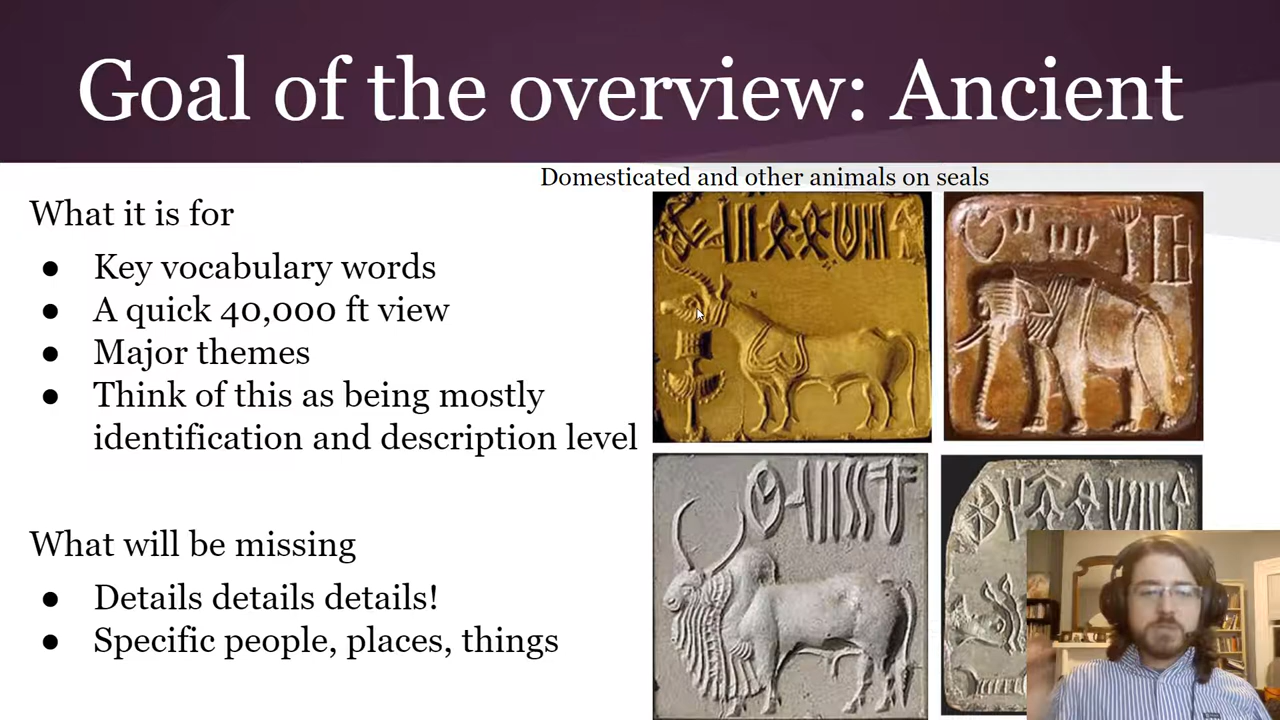 Goal of the overview: Ancient
Domesticated and other animals on seals
What it is for
● Key vocabulary words
● A quick 40,000 ft view
● Major themes
● Think of this as being mostly
identification and description level
What will be missing
● Details details details!
● Specific people, places, things